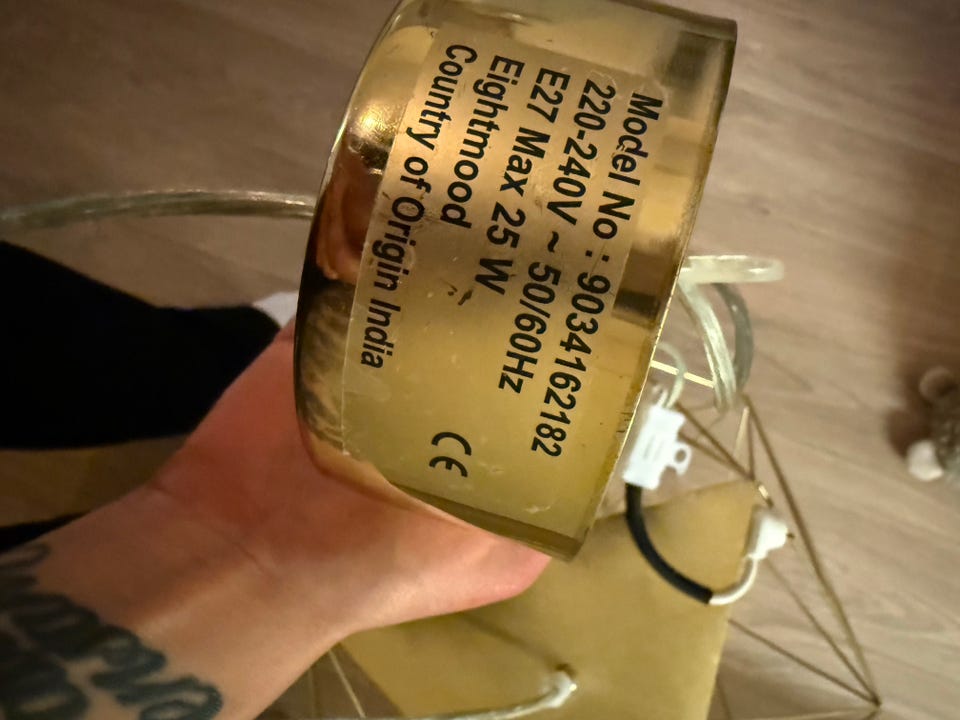 Model No : 9034162182
220-240V ~ 50/60Hz
E27 Max 25 W
Eightmood
Country of Origin India
CE